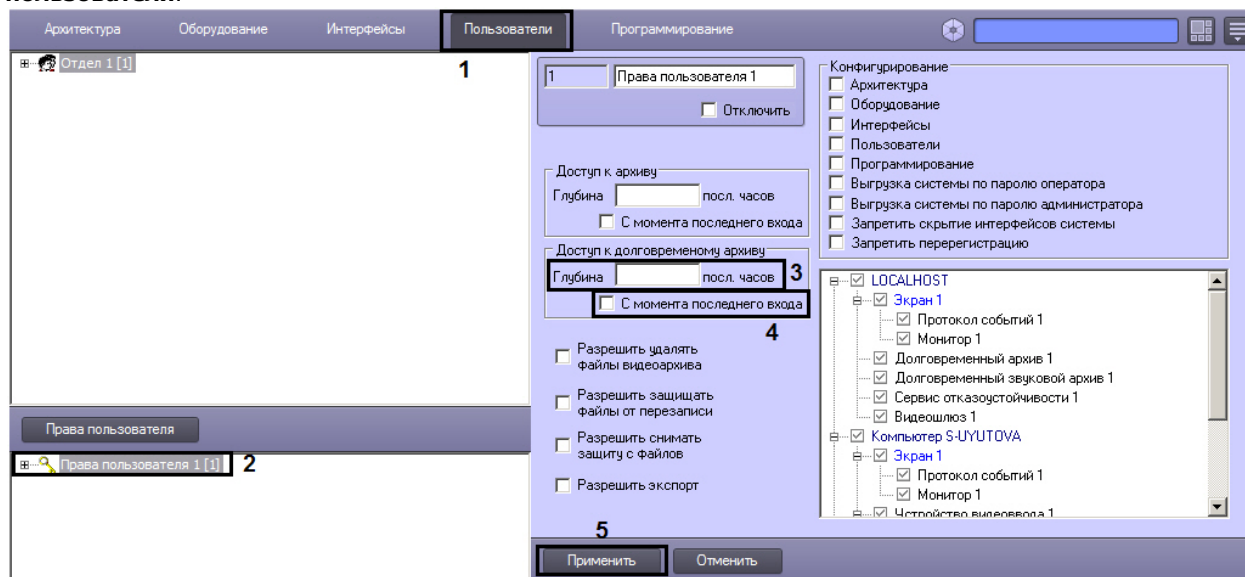 пользователи.
Архитектура Оборудование Интерфейсы Пользователи Программирование
1
Отдел 1 [1]
1 Права пользователя 1
Отключить
Доступ к архиву
Глубина посл. часов
С момента последнего входа
Доступ к долговременому архиву
Глубина посл. часов 3
С момента последнего входа
4
Разрешить удалять
файлы видеоархива
Разрешить защищать
файлы от перезаписи
Разрешить снимать
защиту с файлов
Разрешить экспорт
Конфигурирование
Архитектура
Оборудование
Интерфейсы
Пользователи
Программирование
Выгрузка системы по паролю оператора
Выгрузка системы по паролю администратора
Запретить скрытие интерфейсов системы
Запретить перерегистрацию
LOCALHOST
Экран 1
Протокол событий 1
Монитор 1
Долговременный архив 1
Долговременный звуковой архив 1
Сервис отказоустойчивости 1
Видеошлюз 1
Компьютер S-UYUTOVA
Экран 1
Протокол событий 1
Монитор 1
Устройство видеоввода 1
Права пользователя
Права пользователя 1 [1] 2
5
Применить Отменить